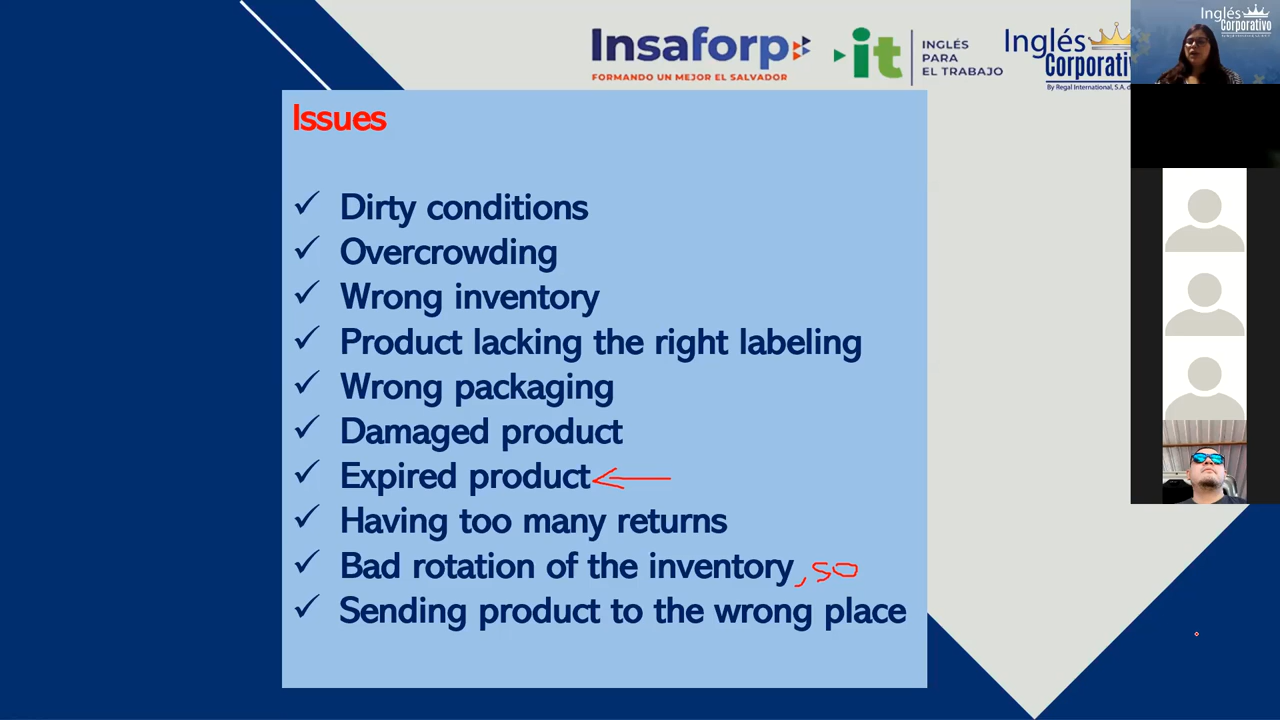 Insaforp
FORMANDO UN MEJOR EL SALVADOR
it
INGLÉS
PARA
EL TRABAJO
Inglés
Corporativ
By Regal International, S.A. d
Inglés
Corporativo
Issues
✓ Dirty conditions
✓ Overcrowding
✓ Wrong inventory
✓ Product lacking the right labeling
✓ Wrong packaging
✓ Damaged product
✓ Expired product
✓ Having too many returns
✓ Bad rotation of the inventory, so
✓ Sending product to the wrong place